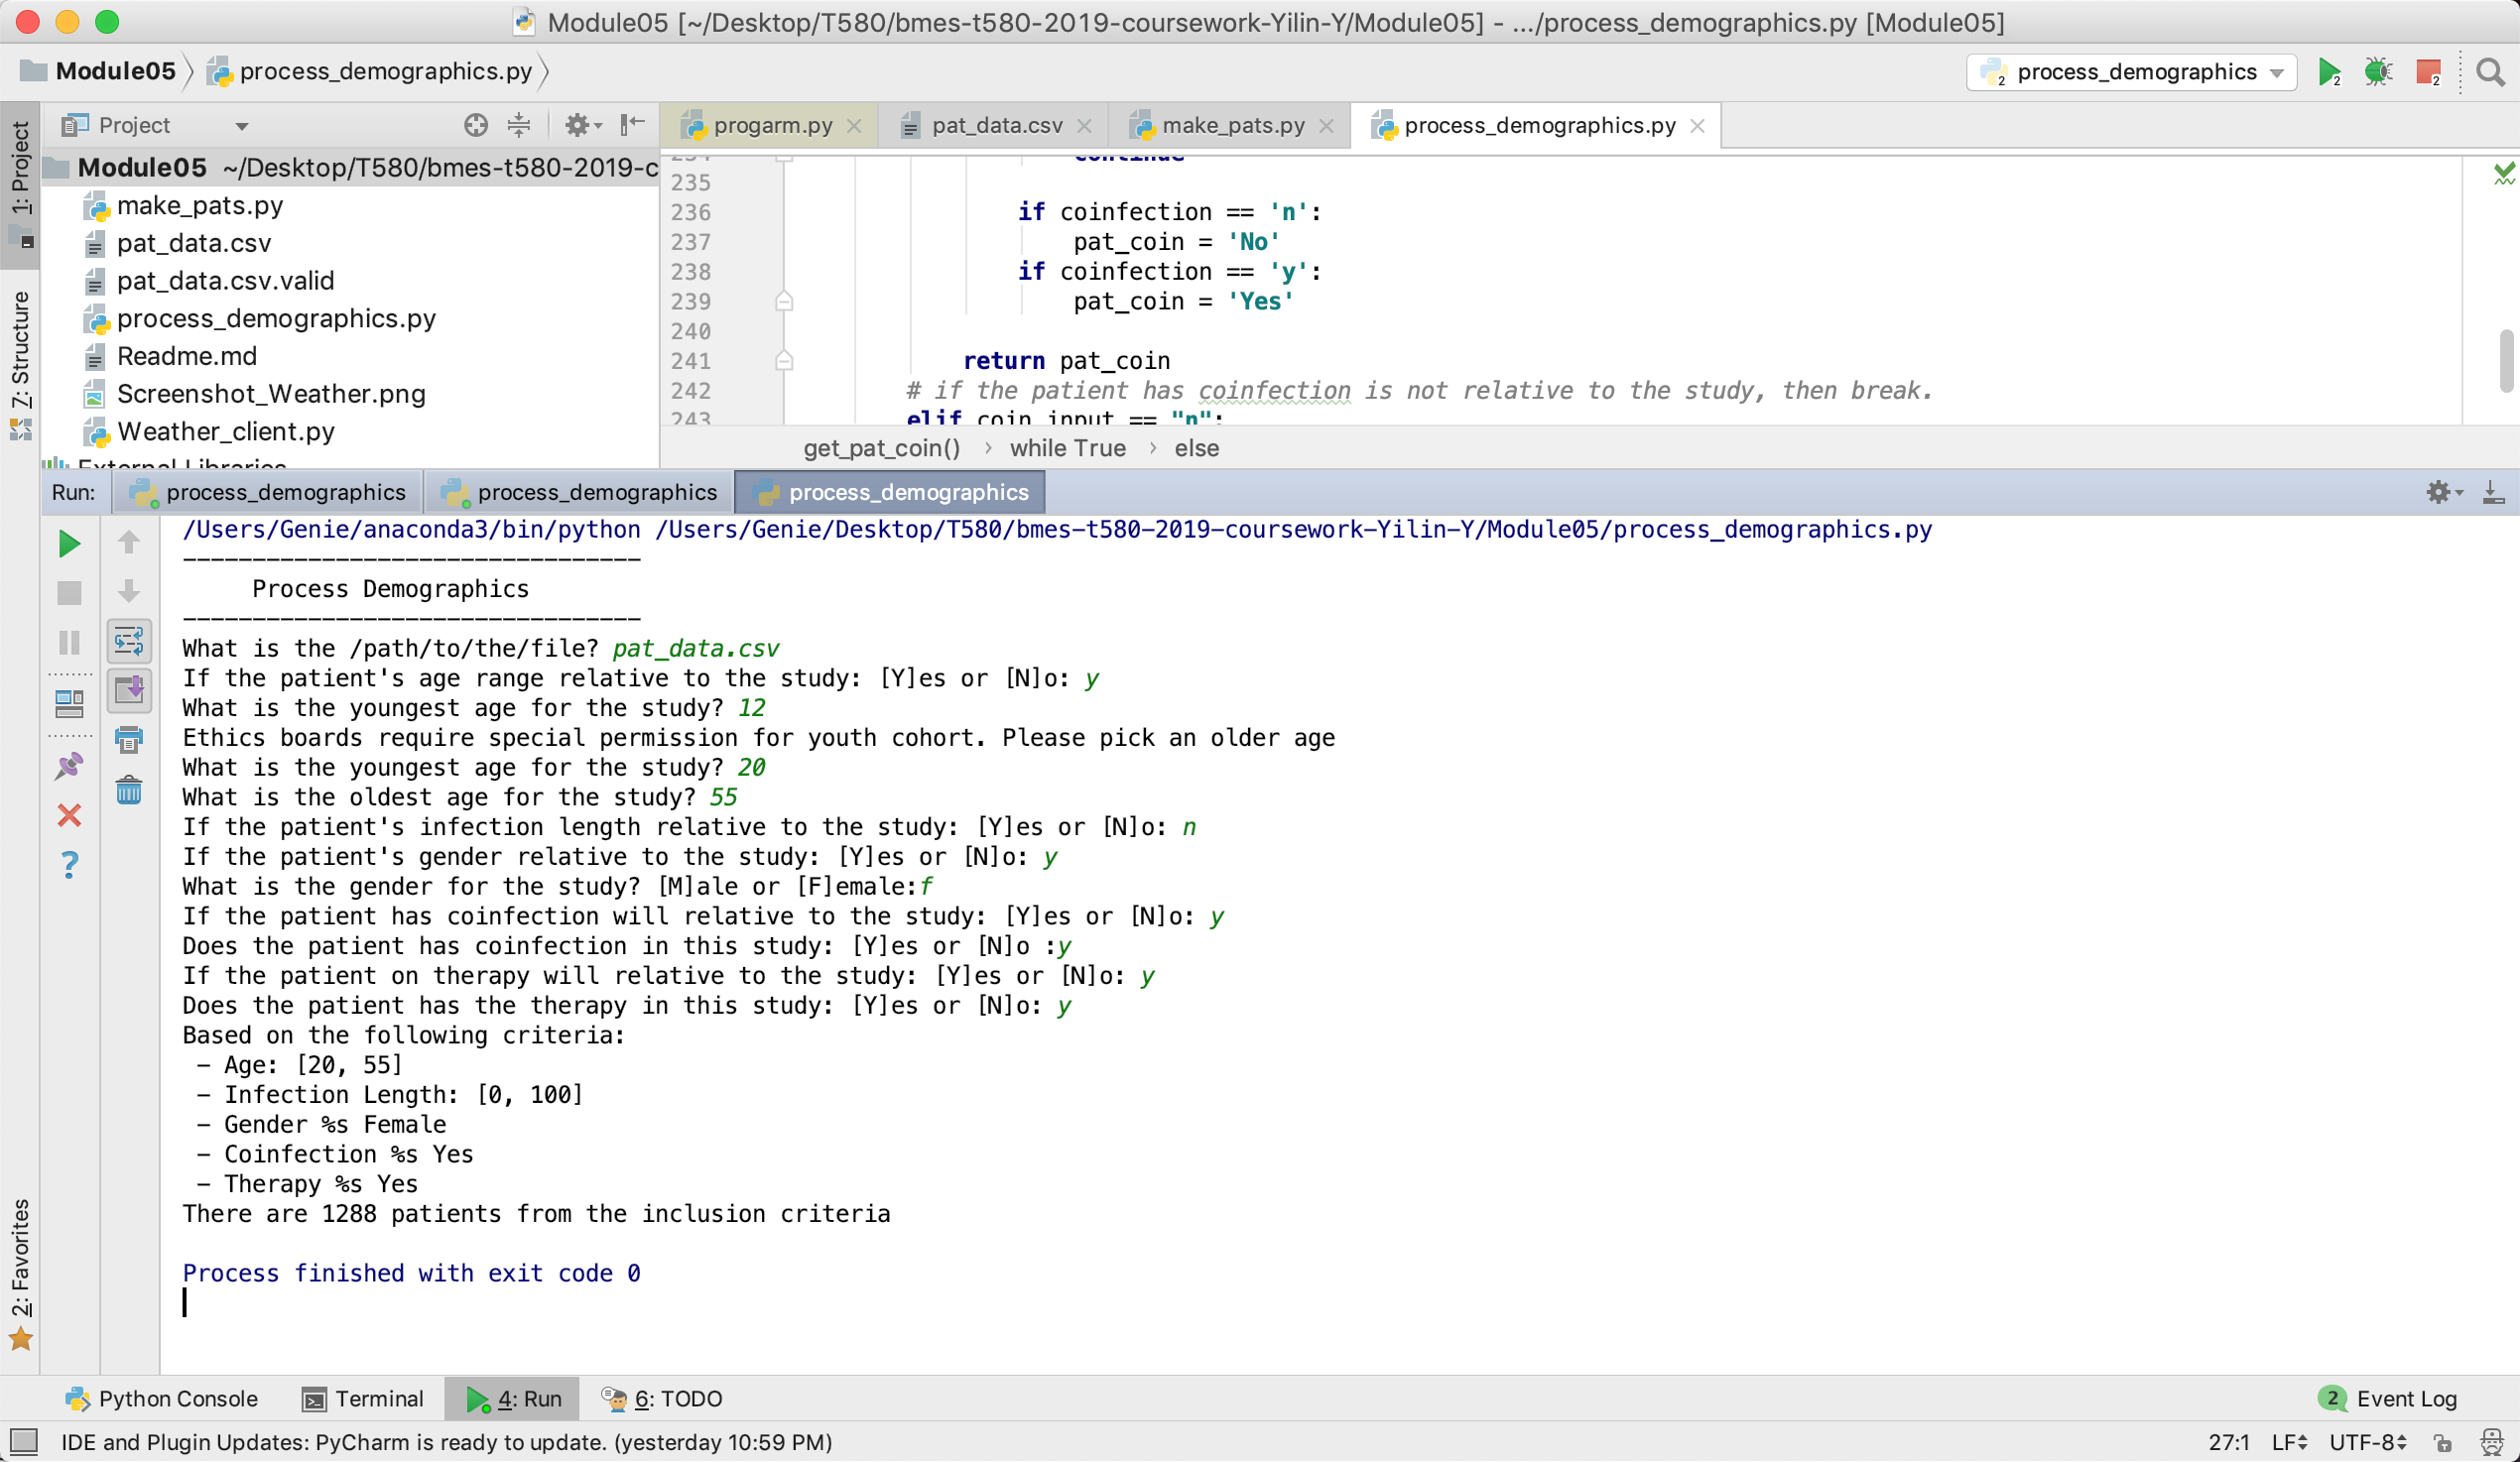 Module05 [~/Desktop/T580/bmes-t580-2019-coursework-Yilin-Y/Module05] - .../process_demographics.py [Module05]
Module05 process_demographics.py process_demographics 2 2 2
1: Project
7: Structure
2: Favorites
Project
Module05 ~/Desktop/T580/bmes-t580-2019-c
make_pats.py
pat_data.csv
pat_data.csv.valid
process_demographics.py
Readme.md
Screenshot_Weather.png
Weather_client.py
External Libraries
progarm.py pat_data.csv make_pats.py process_demographics.py
234 continue
235
236 if coinfection == 'n':
237 pat_coin = 'No'
238 if coinfection == 'y':
239 pat_coin = 'Yes'
240
241 return pat_coin
242 # if the patient has coinfection is not relative to the study, then break.
243 elif coin_input == "n":
get_pat_coin() › while True › else
Run: process_demographics process_demographics process_demographics
/Users/Genie/anaconda3/bin/python /Users/Genie/Desktop/T580/bmes-t580-2019-coursework-Yilin-Y/Module05/process_demographics.py
---------------------------------
Process Demographics
---------------------------------
What is the /path/to/the/file? pat_data.csv
If the patient's age range relative to the study: [Y]es or [N]o: y
What is the youngest age for the study? 12
Ethics boards require special permission for youth cohort. Please pick an older age
What is the youngest age for the study? 20
What is the oldest age for the study? 55
If the patient's infection length relative to the study: [Y]es or [N]o: n
If the patient's gender relative to the study: [Y]es or [N]o: y
What is the gender for the study? [M]ale or [F]emale:f
If the patient has coinfection will relative to the study: [Y]es or [N]o: y
Does the patient has coinfection in this study: [Y]es or [N]o :y
If the patient on therapy will relative to the study: [Y]es or [N]o: y
Does the patient has the therapy in this study: [Y]es or [N]o: y
Based on the following criteria:
- Age: [20, 55]
- Infection Length: [0, 100]
- Gender %s Female
- Coinfection %s Yes
- Therapy %s Yes
There are 1288 patients from the inclusion criteria
Process finished with exit code 0
Python Console Terminal 4: Run 6: TODO 2 Event Log
IDE and Plugin Updates: PyCharm is ready to update. (yesterday 10:59 PM) 27:1 LF UTF-8